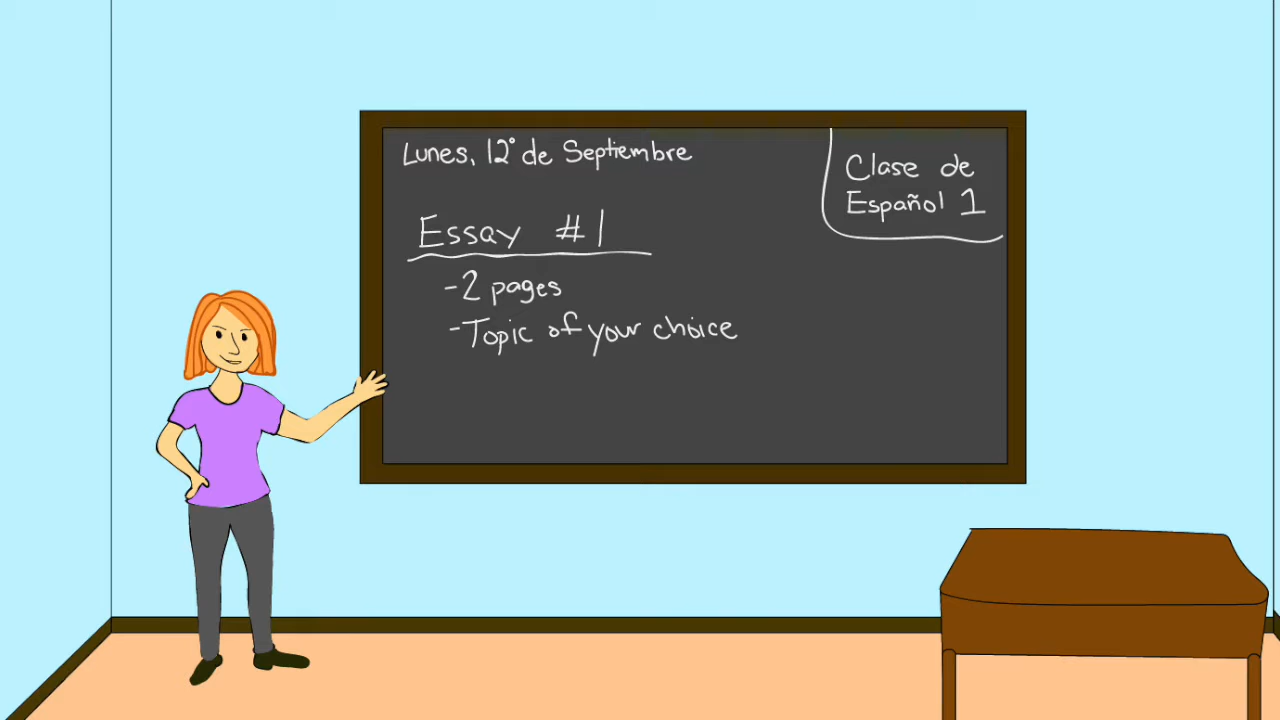 Lunes, 12° de Septiembre
Clase de
Español 1
Essay #1
-2 pages
-Topic of your choice